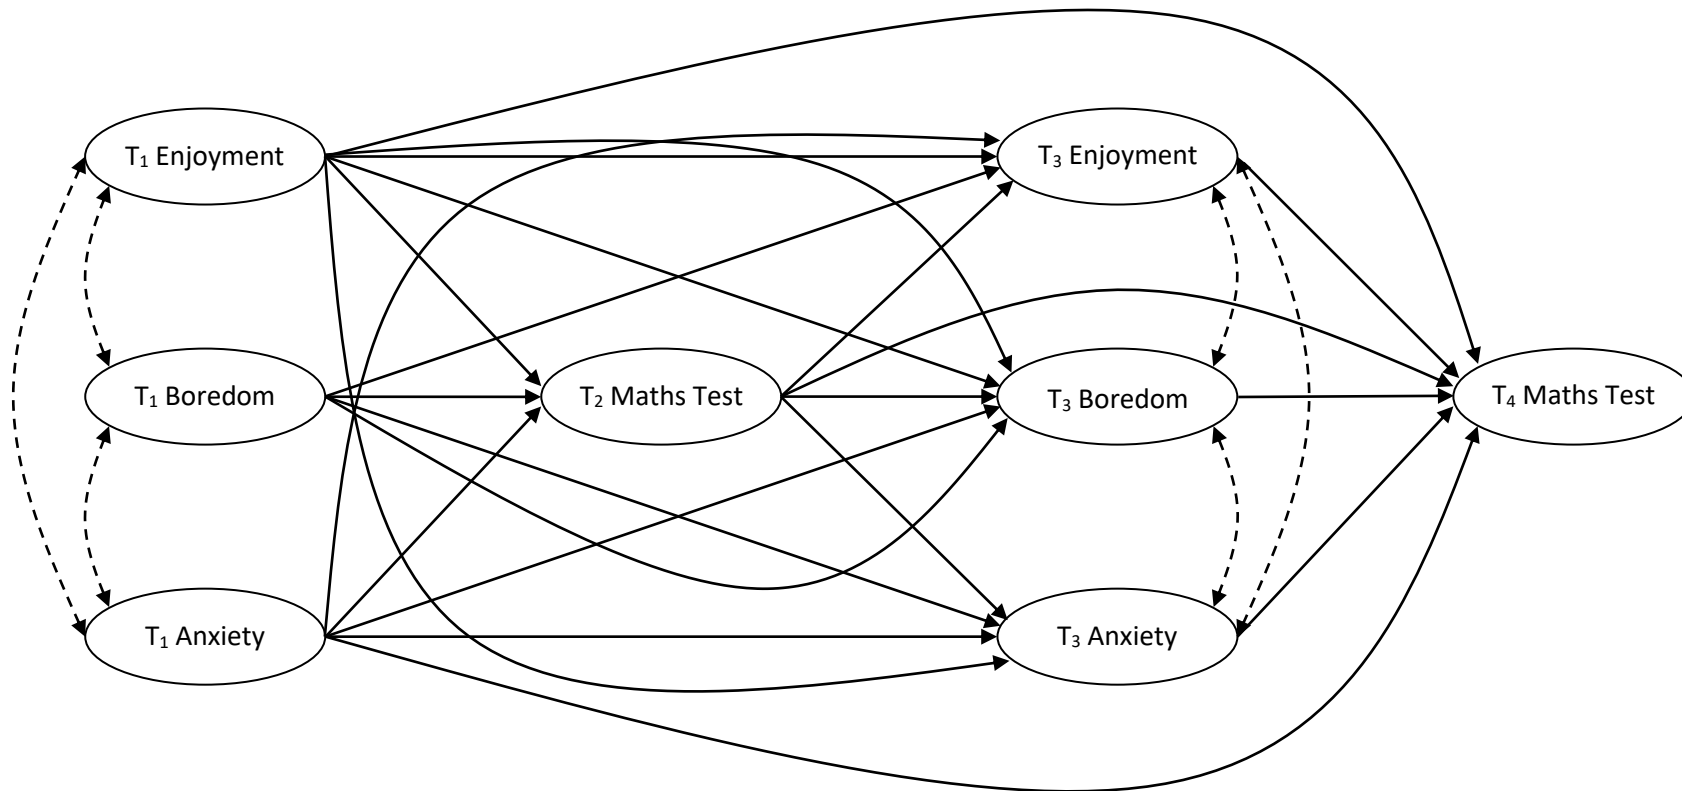 T₁ Enjoyment
T₃ Enjoyment
T₁ Boredom
T₂ Maths Test
T₃ Boredom
T₄ Maths Test
T₁ Anxiety
T₃ Anxiety